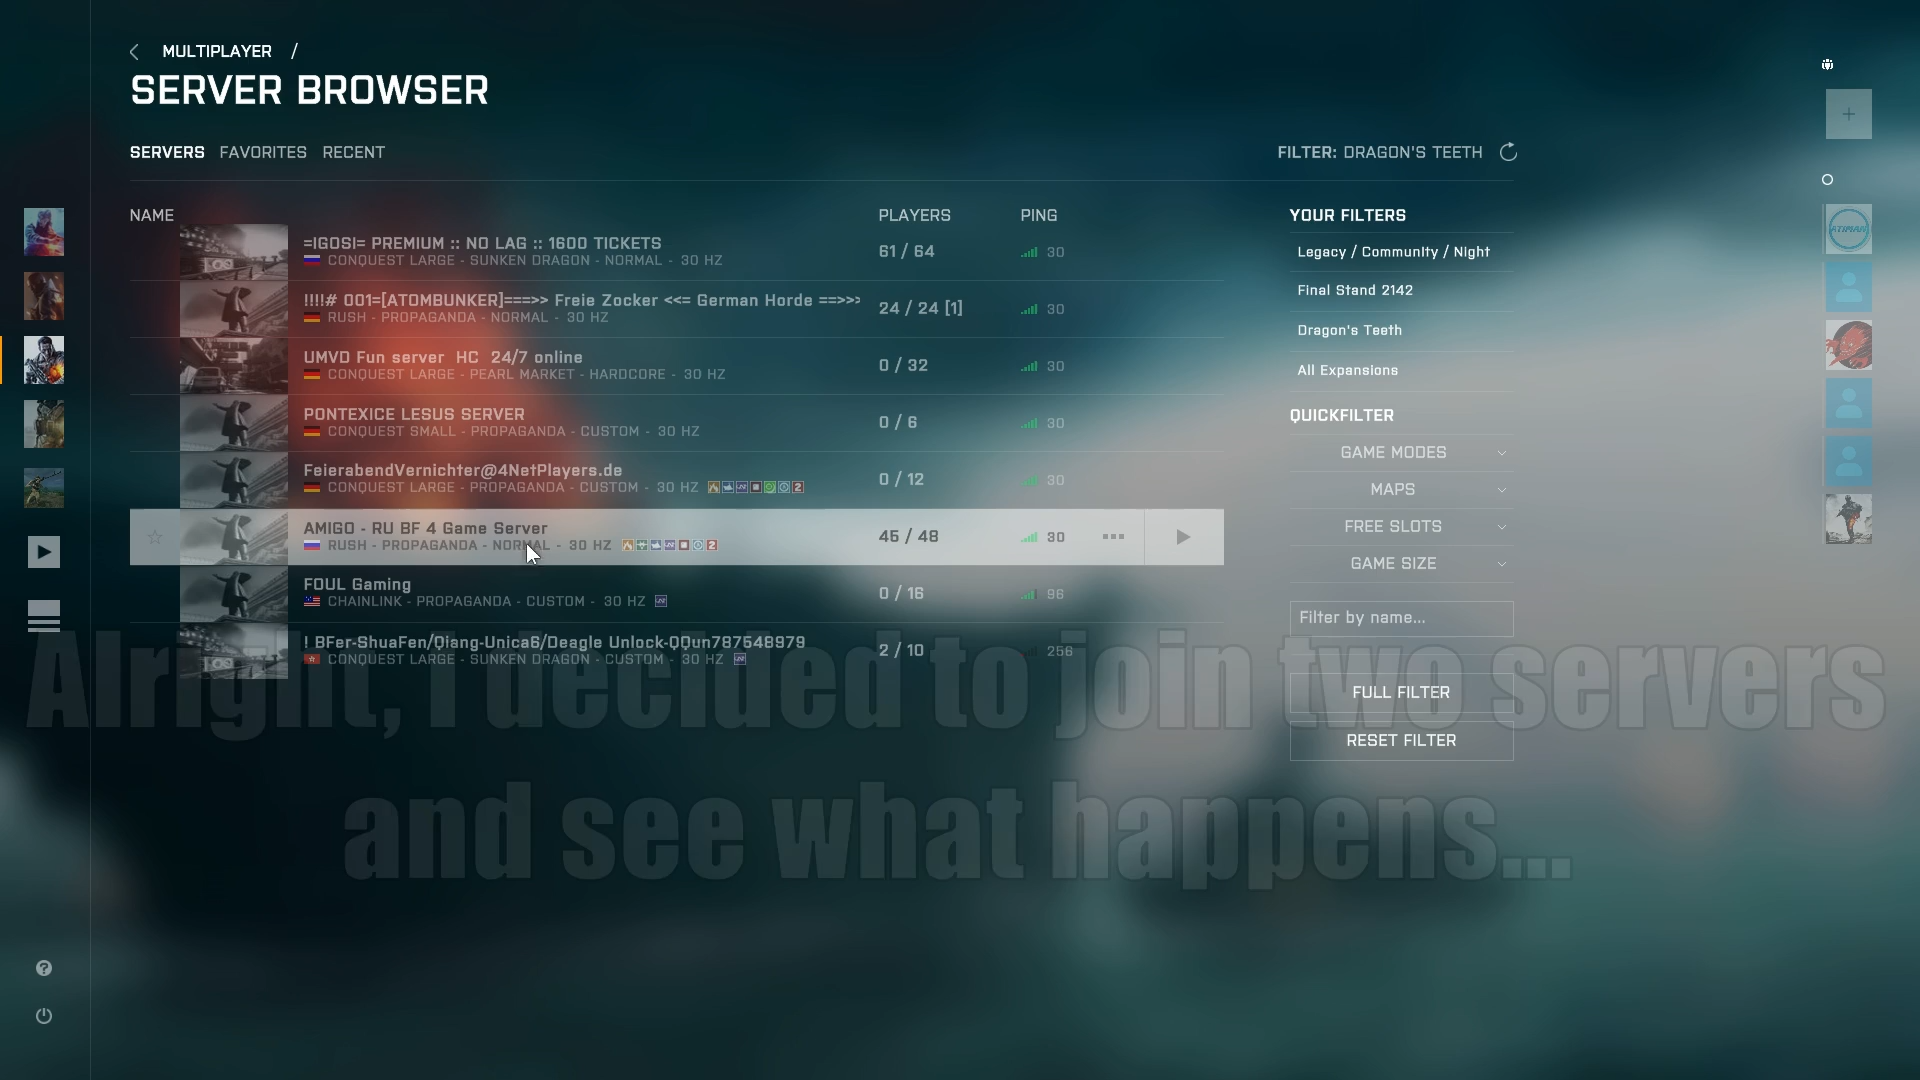 MULTIPLAYER /
SERVER BROWSER
SERVERS FAVORITES RECENT
FILTER: DRAGON'S TEETH
NAME PLAYERS PING
=IGOSI= PREMIUM :: NO LAG :: 1600 TICKETS
CONQUEST LARGE - SUNKEN DRAGON - NORMAL - 30 HZ
61 / 64 30
!!!!# 001=[ATOMBUNKER]===>> Freie Zocker <<= German Horde ==>>>
RUSH - PROPAGANDA - NORMAL - 30 HZ
24 / 24 [1] 30
UMVD Fun server HC 24/7 online
CONQUEST LARGE - PEARL MARKET - HARDCORE - 30 HZ
0 / 32 30
PONTEXICE LESUS SERVER
CONQUEST SMALL - PROPAGANDA - CUSTOM - 30 HZ
0 / 6 30
FeierabendVernichter@4NetPlayers.de
CONQUEST LARGE - PROPAGANDA - CUSTOM - 30 HZ
0 / 12 30
AMIGO - RU BF 4 Game Server
RUSH - PROPAGANDA - NORMAL - 30 HZ
45 / 48 30
FOUL Gaming
CHAINLINK - PROPAGANDA - CUSTOM - 30 HZ
0 / 16 96
! BFer-ShuaFen/Qiang-Unica6/Deagle Unlock-QQun787548979
CONQUEST LARGE - SUNKEN DRAGON - CUSTOM - 30 HZ
2 / 10 256
YOUR FILTERS
Legacy / Community / Night
Final Stand 2142
Dragon's Teeth
All Expansions
QUICKFILTER
GAME MODES
MAPS
FREE SLOTS
GAME SIZE
Filter by name...
FULL FILTER
RESET FILTER
Alright, I decided to join two servers
and see what happens...